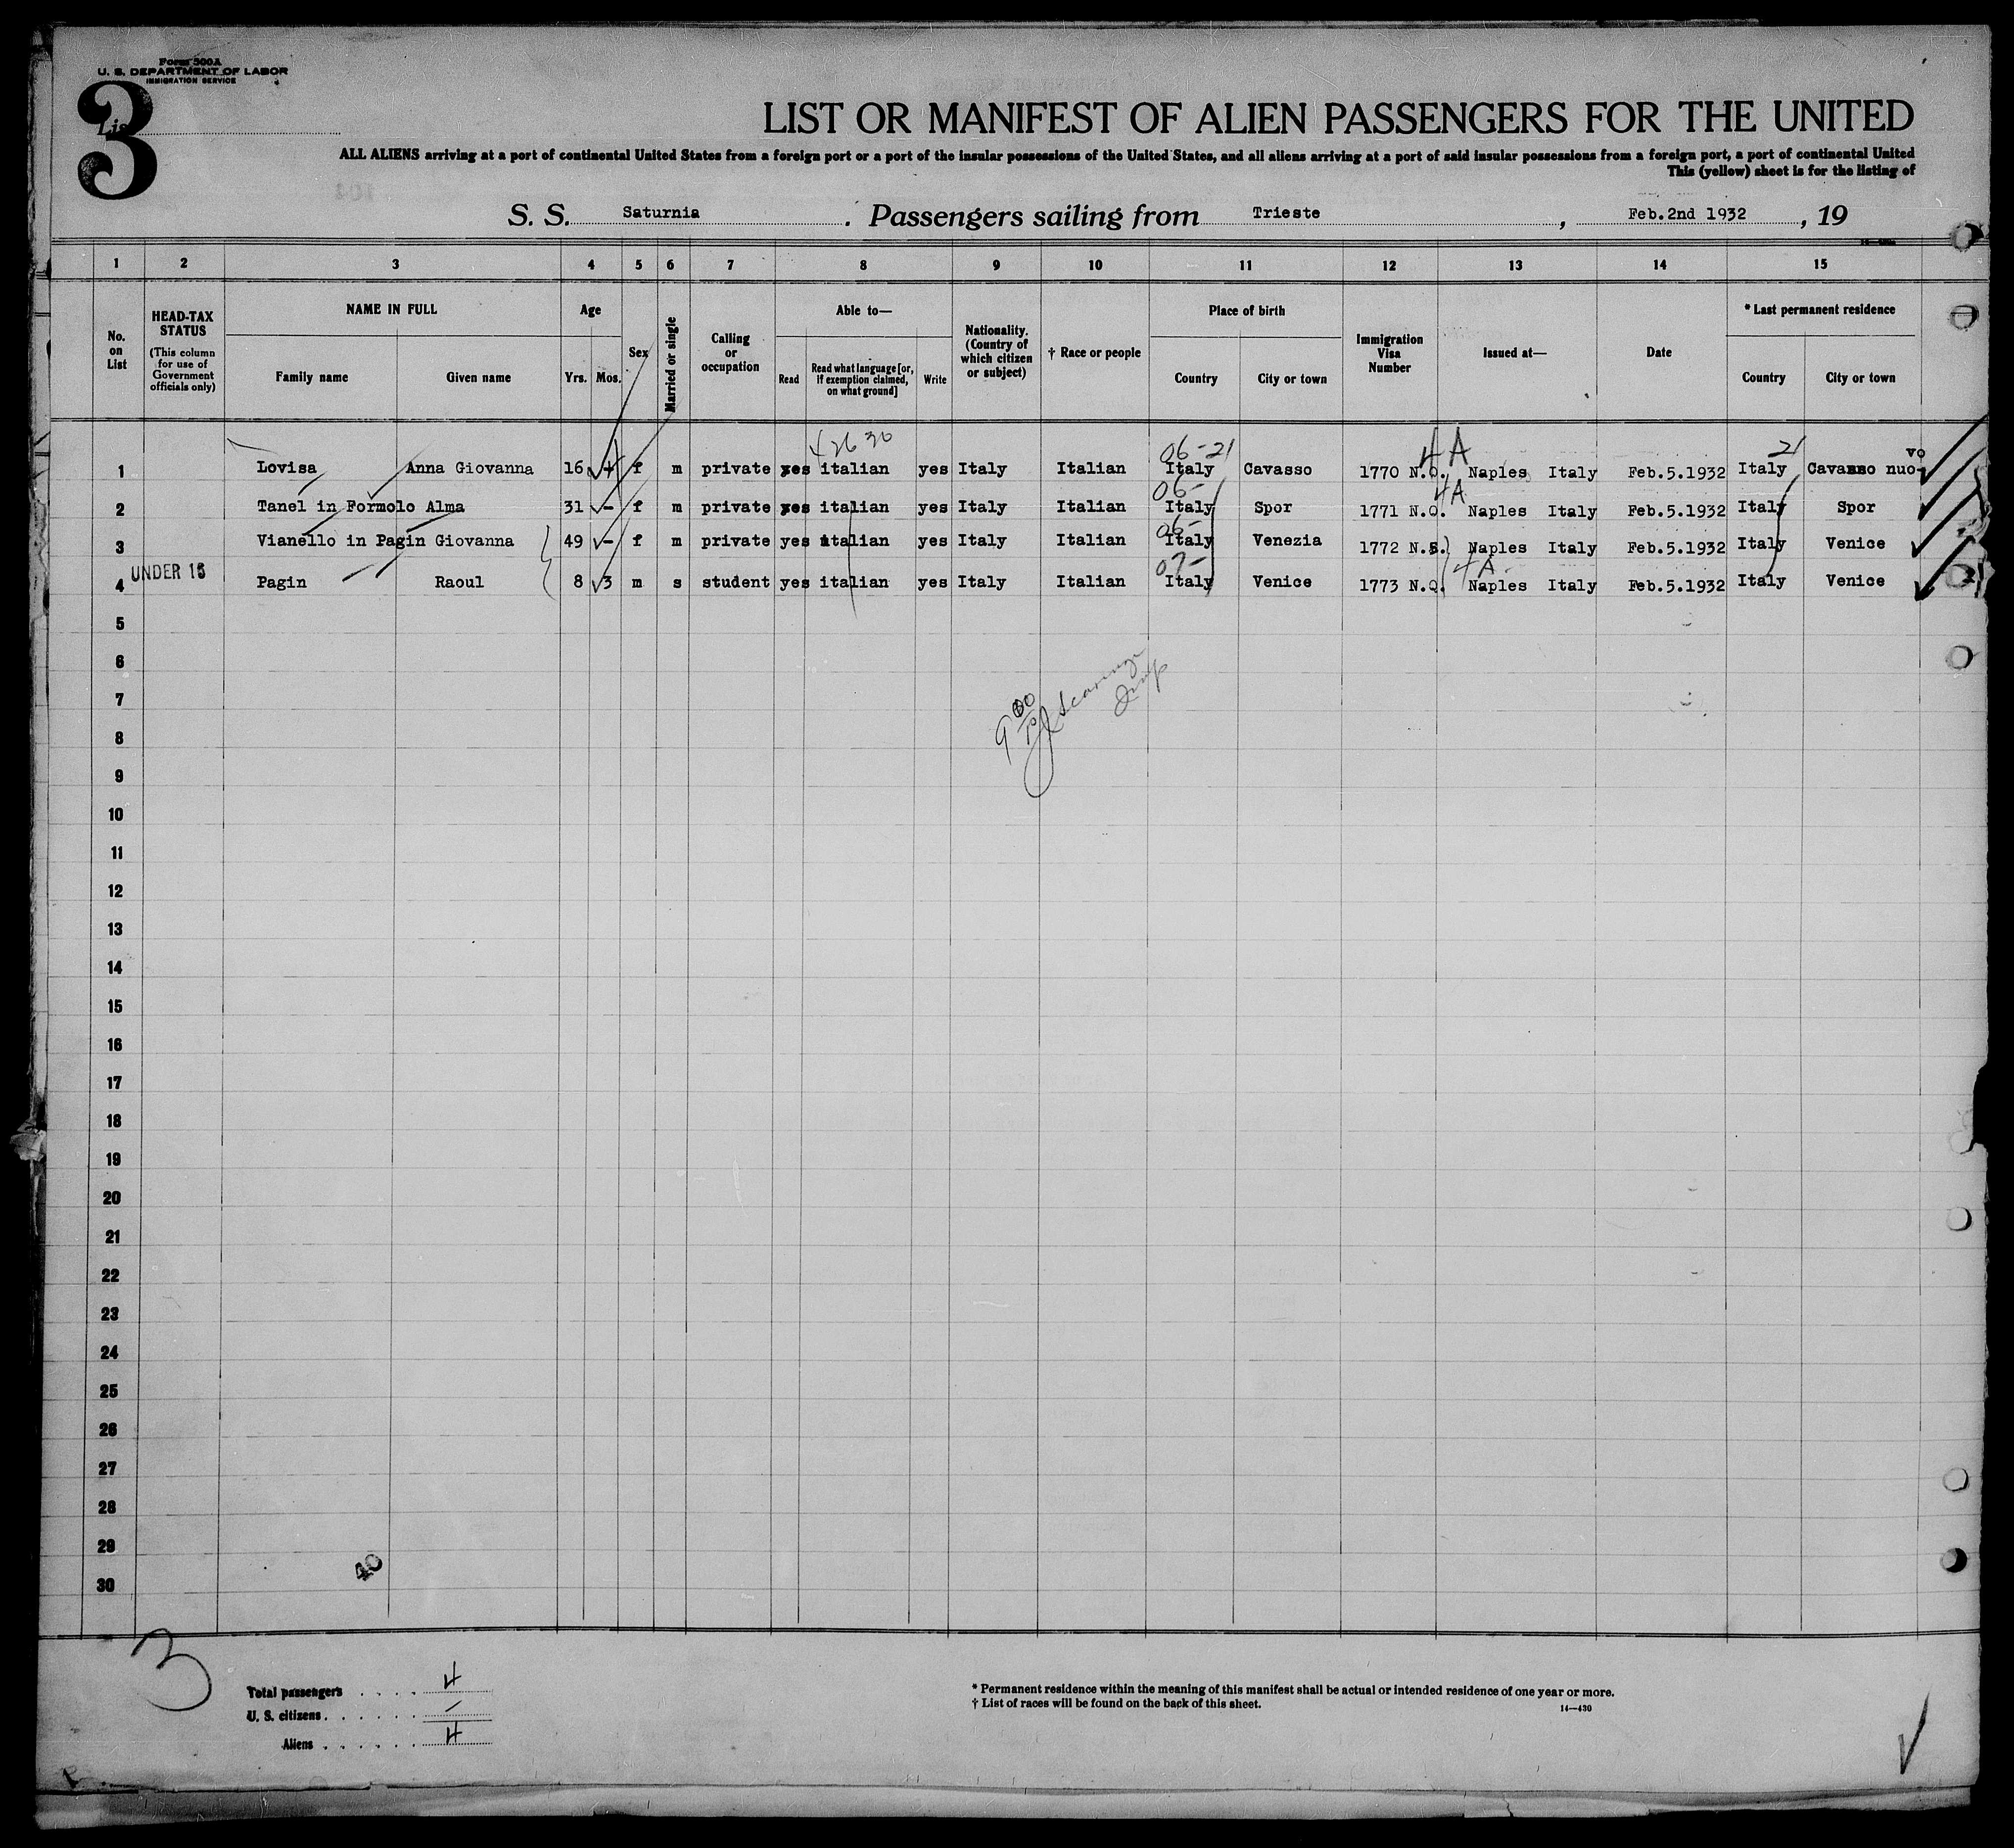 Form 500A
U. S. DEPARTMENT OF LABOR
IMMIGRATION SERVICE
3
LIST OR MANIFEST OF ALIEN PASSENGERS FOR THE UNITED
ALL ALIENS arriving at a port of continental United States from a foreign port or a port of the insular possessions of the United States, and all aliens arriving at a port of said insular possessions from a foreign port, a port of continental United
This (yellow) sheet is for the listing of
S. S. Saturnia. Passengers sailing from Trieste, Feb.2nd 1932, 19
1 2 3 4 5 6 7 8 9 10 11 12 13 14 15
No. on List
HEAD-TAX STATUS
(This column for use of Government officials only)
NAME IN FULL
Family name Given name
Age
Yrs. Mos.
Sex
Married or single
Calling or occupation
Able to—
Read
Read what language [or, if exemption claimed, on what ground]
Write
Nationality. (Country of which citizen or subject)
† Race or people
Place of birth
Country City or town
Immigration Visa Number
Issued at—
Date
* Last permanent residence
Country City or town
06-21 4A 21 vo
1 Lovisa Anna Giovanna 16 f m private yes italian yes Italy Italian Italy Cavasso 1770 N.Q. Naples Italy Feb.5.1932 Italy Cavasso nuo-
06- 4A
2 Tanel in Formolo Alma 31 - f m private yes italian yes Italy Italian Italy Spor 1771 N.Q. Naples Italy Feb.5.1932 Italy Spor
06-
3 Vianello in Pagin Giovanna 49 - f m private yes italian yes Italy Italian Italy Venezia 1772 N.Q. Naples Italy Feb.5.1932 Italy Venice
UNDER 16 07- 4A
4 Pagin Raoul 8 3 m s student yes italian yes Italy Italian Italy Venice 1773 N.Q. Naples Italy Feb.5.1932 Italy Venice
5
6
7
8
9
10
11
12
13
14
15
16
17
18
19
20
21
22
23
24
25
26
27
28
29
40
30
3
Total passengers 4
U. S. citizens -
Aliens 4
* Permanent residence within the meaning of this manifest shall be actual or intended residence of one year or more.
† List of races will be found on the back of this sheet.
14—430